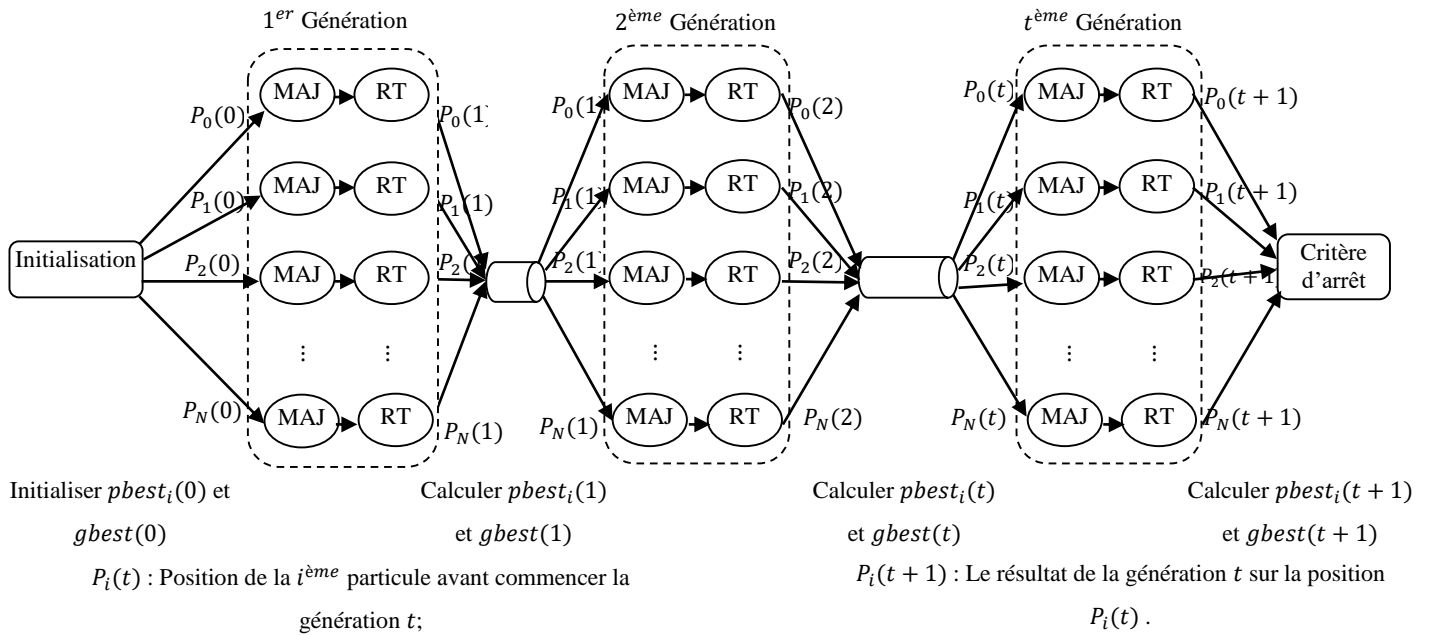 1^er Génération 2^ème Génération t^ème Génération
MAJ RT MAJ RT MAJ RT
P_0(0) P_0(1) P_0(1) P_0(2) P_0(t) P_0(t + 1)
MAJ RT MAJ RT MAJ RT
P_1(0) P_1(1) P_1(1) P_1(2) P_1(t) P_1(t + 1)
Initialisation P_2(0) MAJ RT P_2( P_2(1) MAJ RT P_2(2) P_2(t) MAJ RT P_2(t + 1) Critère
d’arrêt
⋮ ⋮ ⋮ ⋮ ⋮ ⋮
P_N(0) MAJ RT P_N(1) P_N(1) MAJ RT P_N(2) P_N(t) MAJ RT P_N(t + 1)
Initialiser pbest_i(0) et Calculer pbest_i(1) Calculer pbest_i(t) Calculer pbest_i(t + 1)
gbest(0) et gbest(1) et gbest(t) et gbest(t + 1)
P_i(t) : Position de la i^ème particule avant commencer la
génération t;
P_i(t + 1) : Le résultat de la génération t sur la position
P_i(t) .